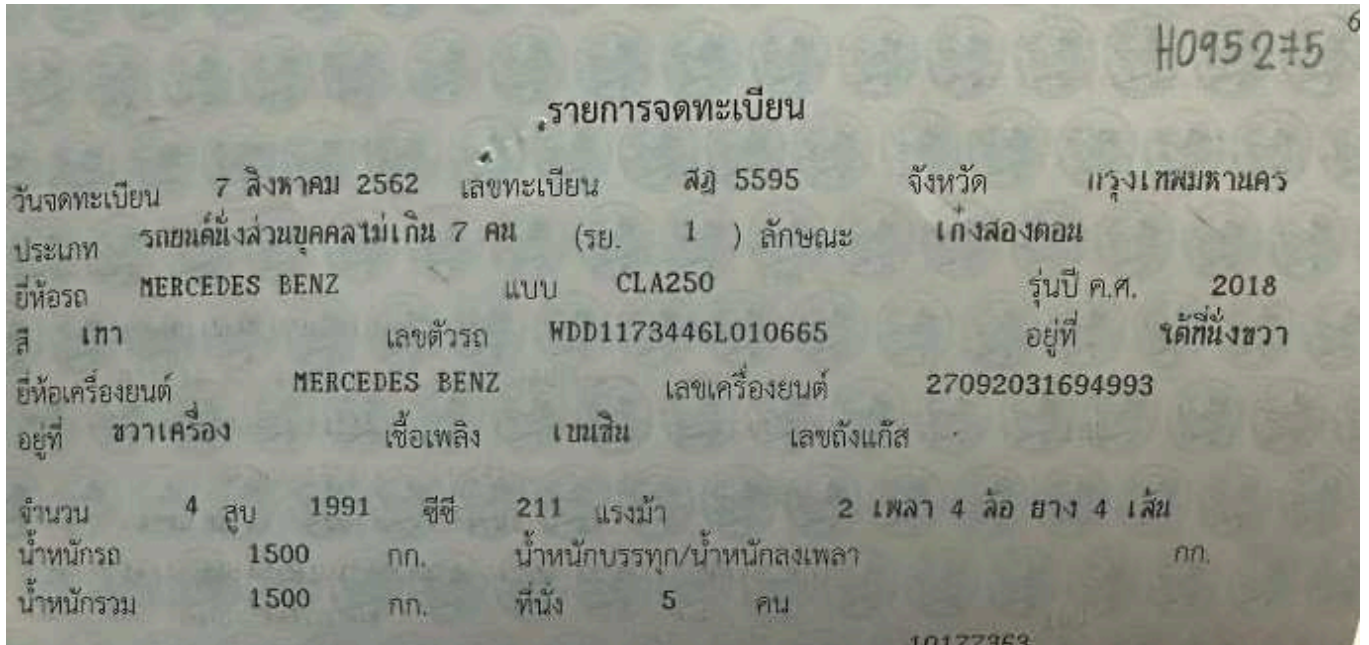 6
H095275
รายการจดทะเบียน
วันจดทะเบียน 7 สิงหาคม 2562 เลขทะเบียน สฎ 5595 จังหวัด กรุงเทพมหานคร
ประเภท รถยนต์นั่งส่วนบุคคลไม่เกิน 7 คน (รย. 1 ) ลักษณะ เก๋งสองตอน
ยี่ห้อรถ MERCEDES BENZ แบบ CLA250 รุ่นปี ค.ศ. 2018
สี เทา เลขตัวรถ WDD1173446L010665 อยู่ที่ ใต้ที่นั่งขวา
ยี่ห้อเครื่องยนต์ MERCEDES BENZ เลขเครื่องยนต์ 27092031694993
อยู่ที่ ขวาเครื่อง เชื้อเพลิง เบนซิน เลขถังแก๊ส
จำนวน 4 สูบ 1991 ซีซี 211 แรงม้า 2 เพลา 4 ล้อ ยาง 4 เส้น
น้ำหนักรถ 1500 กก. น้ำหนักบรรทุก/น้ำหนักลงเพลา กก.
น้ำหนักรวม 1500 กก. ที่นั่ง 5 คน
10177363